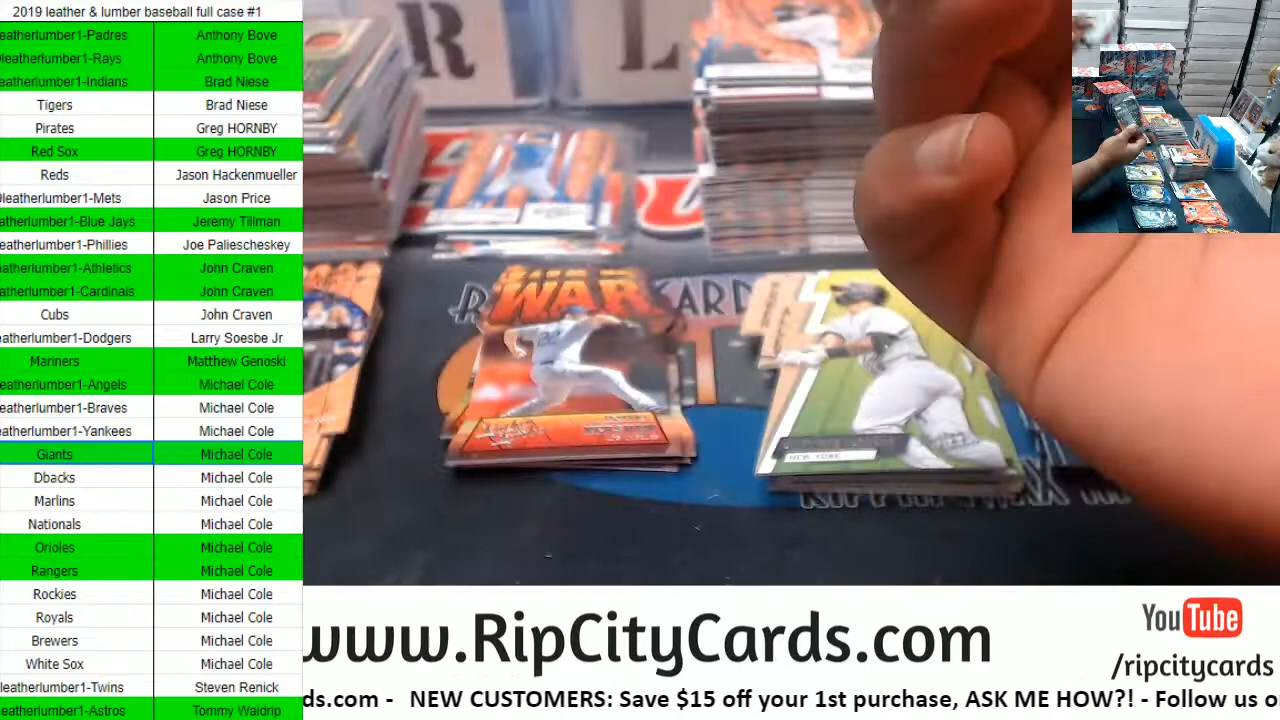 2019 leather & lumber baseball full case #1
eatherlumber1-Padres Anthony Bove
leatherlumber1-Rays Anthony Bove
eatherlumber1-Indians Brad Niese
Tigers Brad Niese
Pirates Greg HORNBY
Red Sox Greg HORNBY
Reds Jason Hackenmueller
leatherlumber1-Mets Jason Price
atherlumber1-Blue Jays Jeremy Tillman
eatherlumber1-Phillies Joe Paliescheskey
eatherlumber1-Athletics John Craven
atherlumber1-Cardinals John Craven
Cubs John Craven
eatherlumber1-Dodgers Larry Soesbe Jr
Mariners Matthew Genoski
eatherlumber1-Angels Michael Cole
eatherlumber1-Braves Michael Cole
eatherlumber1-Yankees Michael Cole
Giants Michael Cole
Dbacks Michael Cole
Marlins Michael Cole
Nationals Michael Cole
Orioles Michael Cole
Rangers Michael Cole
Rockies Michael Cole
Royals Michael Cole
Brewers Michael Cole
White Sox Michael Cole
leatherlumber1-Twins Steven Renick
leatherlumber1-Astros Tommy Waldrip
R L
WAR
CARD
NEW YORK
www.RipCityCards.com
YouTube
/ripcitycards
ds.com - NEW CUSTOMERS: Save $15 off your 1st purchase, ASK ME HOW?! - Follow us o